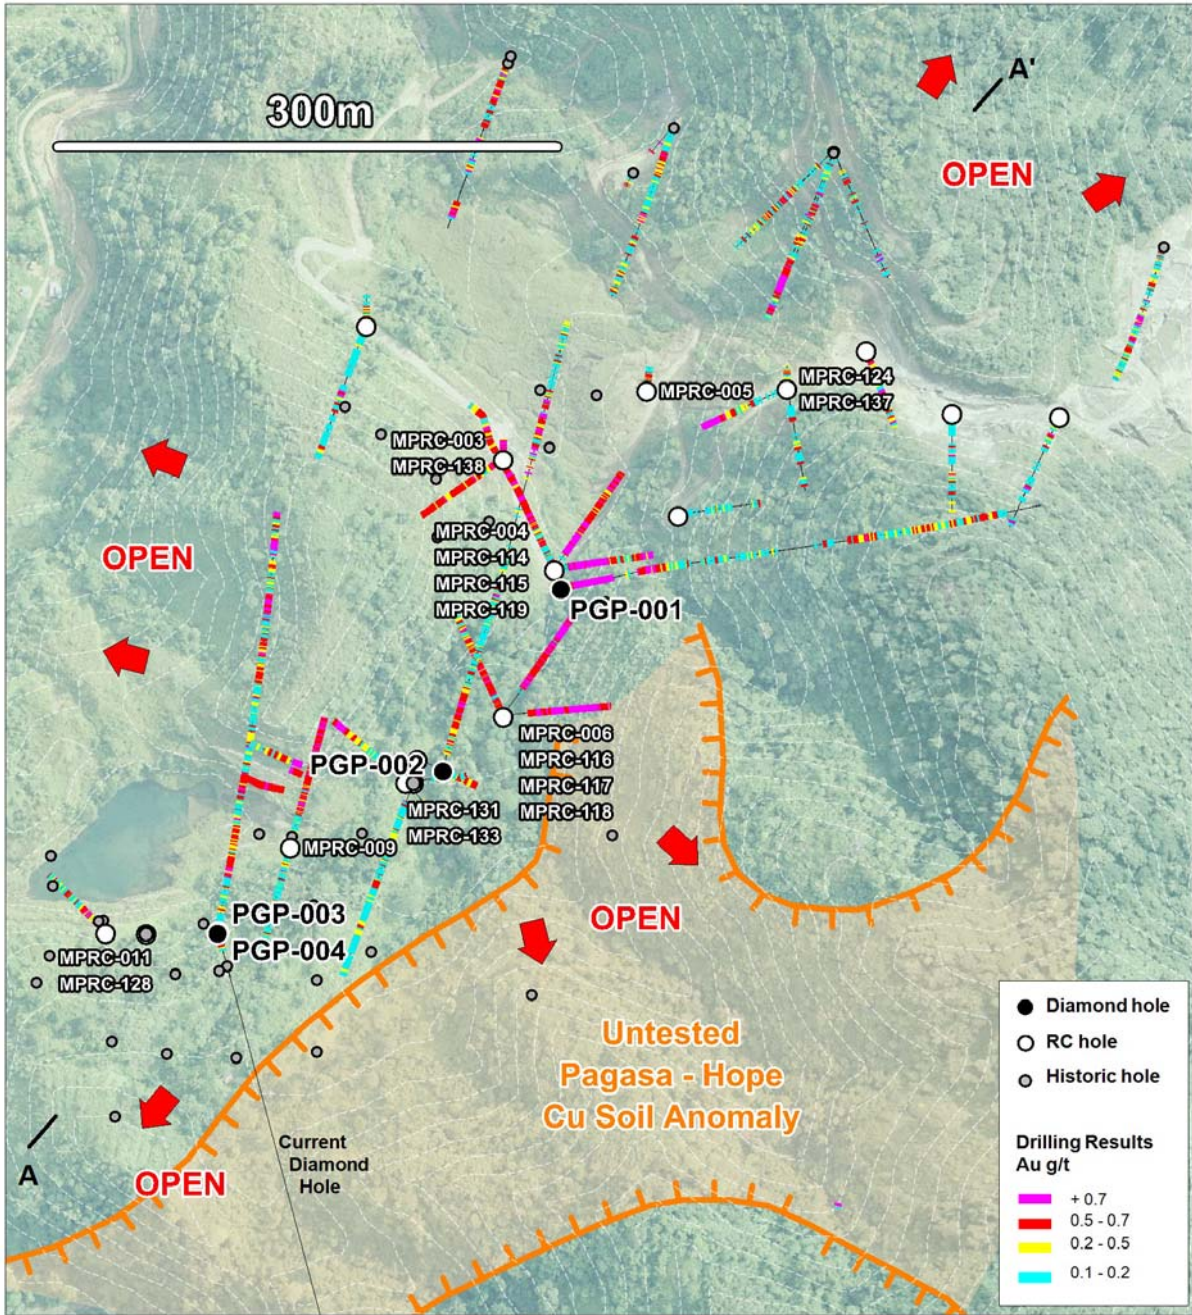 A'
300m
OPEN
MPRC-005
MPRC-124
MPRC-137
MPRC-003
MPRC-138
MPRC-004
MPRC-114
MPRC-115
MPRC-119
OPEN
PGP-001
MPRC-006
MPRC-116
MPRC-117
MPRC-118
PGP-002
MPRC-131
MPRC-133
MPRC-009
PGP-003
PGP-004
OPEN
MPRC-011
MPRC-128
Untested
Pagasa - Hope
Cu Soil Anomaly
Current
Diamond
Hole
A
OPEN
Diamond hole
RC hole
Historic hole
Drilling Results
Au g/t
+ 0.7
0.5 - 0.7
0.2 - 0.5
0.1 - 0.2